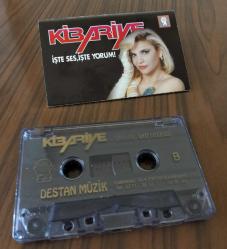 KİBARİYE
İŞTE SES, İŞTE YORUM!
KİBARİYE
B
DESTAN MÜZİK